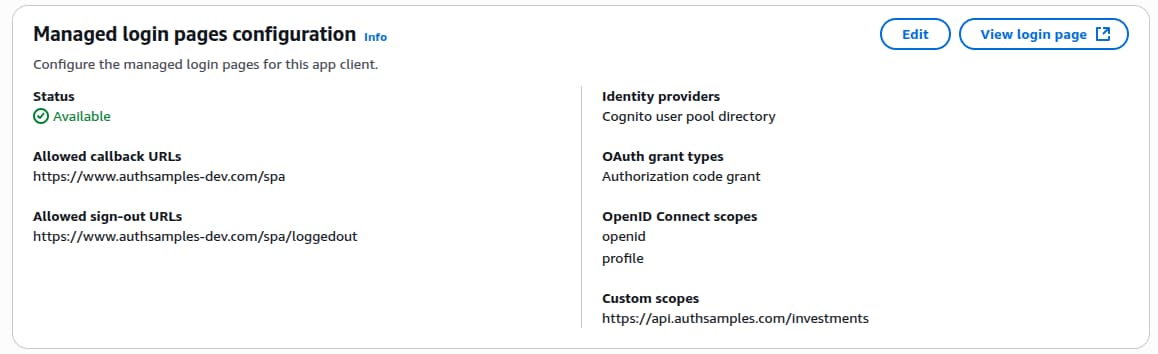 Managed login pages configuration Info
Edit
View login page
Configure the managed login pages for this app client.
Status
Available
Allowed callback URLs
https://www.authsamples-dev.com/spa
Allowed sign-out URLs
https://www.authsamples-dev.com/spa/loggedout
Identity providers
Cognito user pool directory
OAuth grant types
Authorization code grant
OpenID Connect scopes
openid
profile
Custom scopes
https://api.authsamples.com/investments